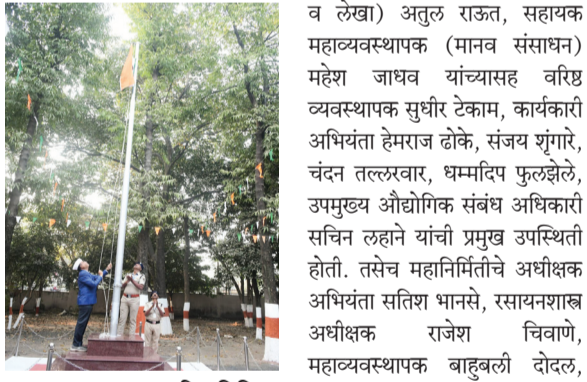 व लेखा) अतुल राऊत, सहायक
महाव्यवस्थापक (मानव संसाधन)
महेश जाधव यांच्यासह वरिष्ठ
व्यवस्थापक सुधीर टेकाम, कार्यकारी
अभियंता हेमराज ढोके, संजय शृंगारे,
चंदन तल्लरवार, धम्मदिप फुलझेले,
उपमुख्य औद्योगिक संबंध अधिकारी
सचिन लहाने यांची प्रमुख उपस्थिती
होती. तसेच महानिर्मितीचे अधीक्षक
अभियंता सतिश भानसे, रसायनशास्त्र
अधीक्षक राजेश चिवाणे,
महाव्यवस्थापक बाहुबली दोदल,